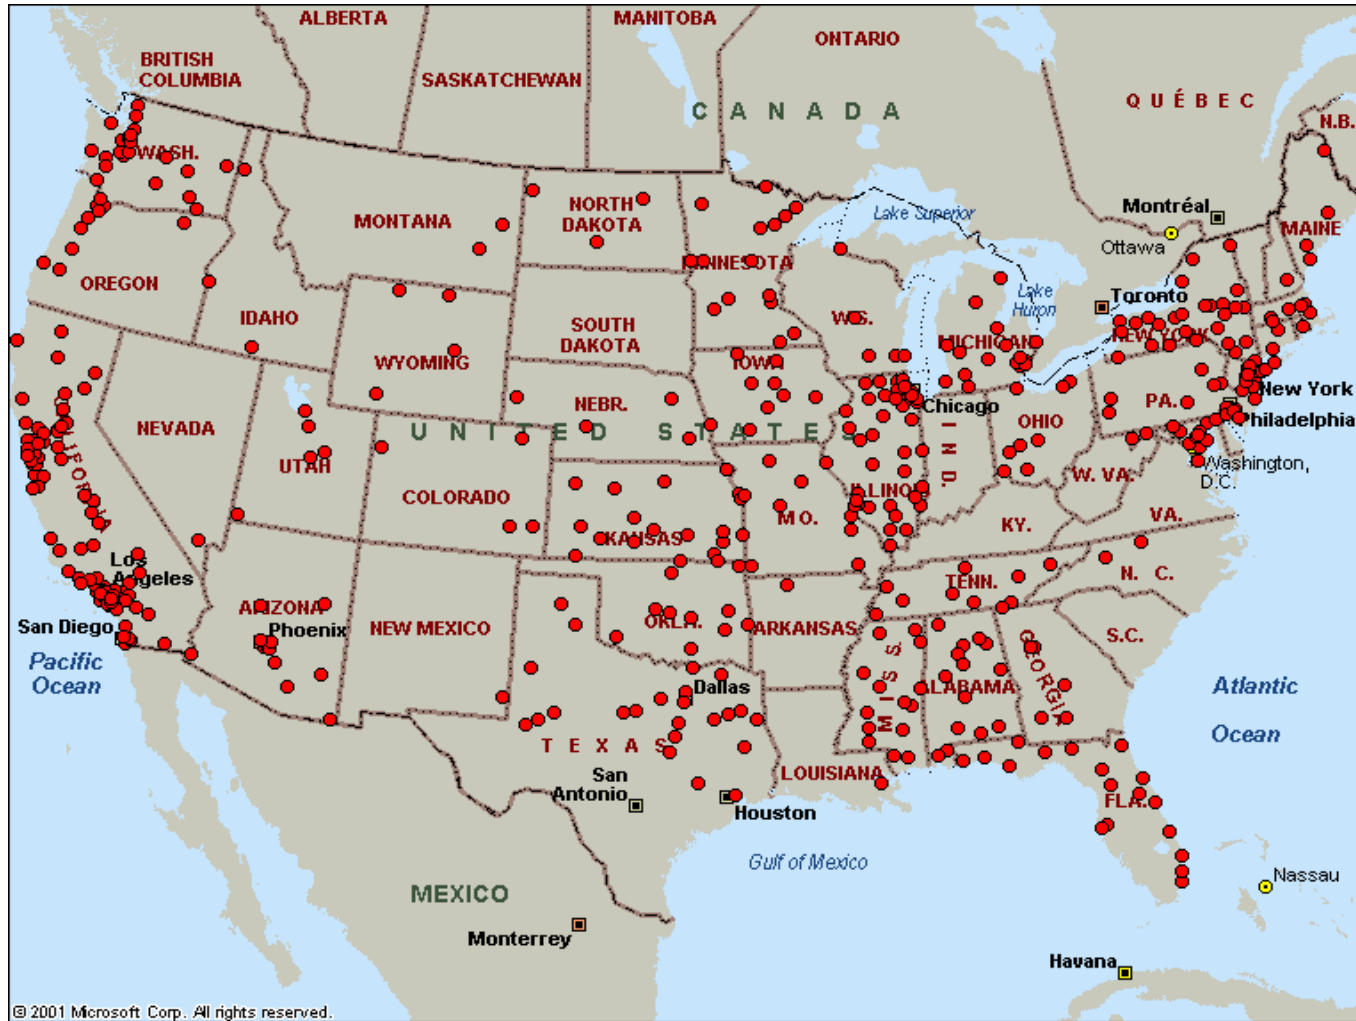 ALBERTA
MANITOBA
ONTARIO
BRITISH
COLUMBIA
SASKATCHEWAN
QUÉBEC
CANADA
N.B.
WASH.
MONTANA
NORTH
DAKOTA
Lake Superior
Montréal
Ottawa
MAINE
MINNESOTA
OREGON
IDAHO
SOUTH
DAKOTA
WIS.
Lake
Huron
Toronto
MICHIGAN
NEW YORK
WYOMING
IOWA
NEBR.
Chicago
New York
PA.
Philadelphia
NEVADA
UNITED STATES
OHIO
IND.
UTAH
CALIFORNIA
COLORADO
ILLINOIS
W. VA.
Washington,
D.C.
KANSAS
MO.
KY.
VA.
Los
Angeles
TENN.
N. C.
ARIZONA
San Diego
Phoenix
NEW MEXICO
OKLA.
ARKANSAS
S.C.
Pacific
Ocean
MISS
ALABAMA
GEORGIA
Dallas
Atlantic
Ocean
TEXAS
San
Antonio
LOUISIANA
Houston
FLA.
Gulf of Mexico
Nassau
MEXICO
Monterrey
Havana
© 2001 Microsoft Corp. All rights reserved.